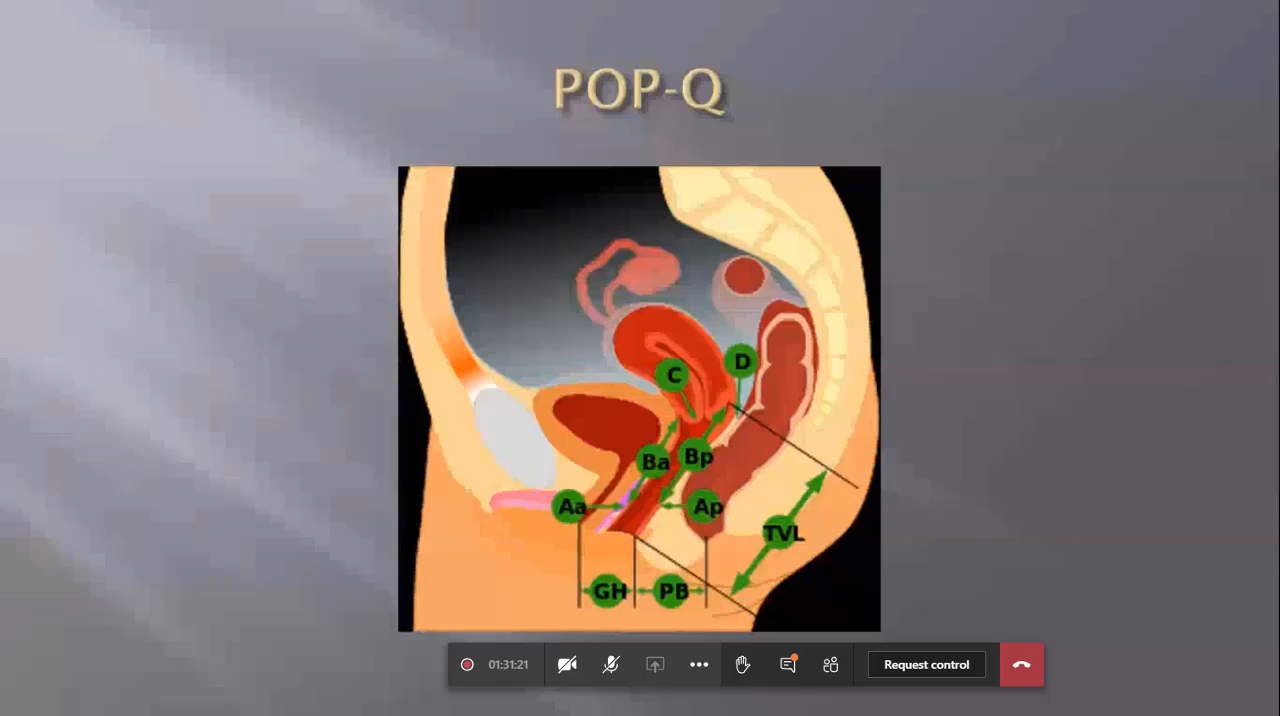 POP-Q
C
D
Ba
Bp
Aa
Ap
TVL
GH
PB
01:31:21
Request control